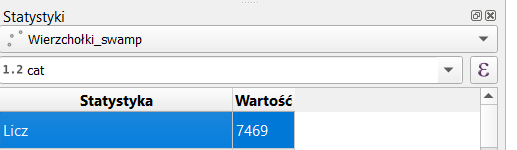 Statystyki
Wierzchołki_swamp
1.2 cat
ε
Statystyka Wartość
Licz 7469